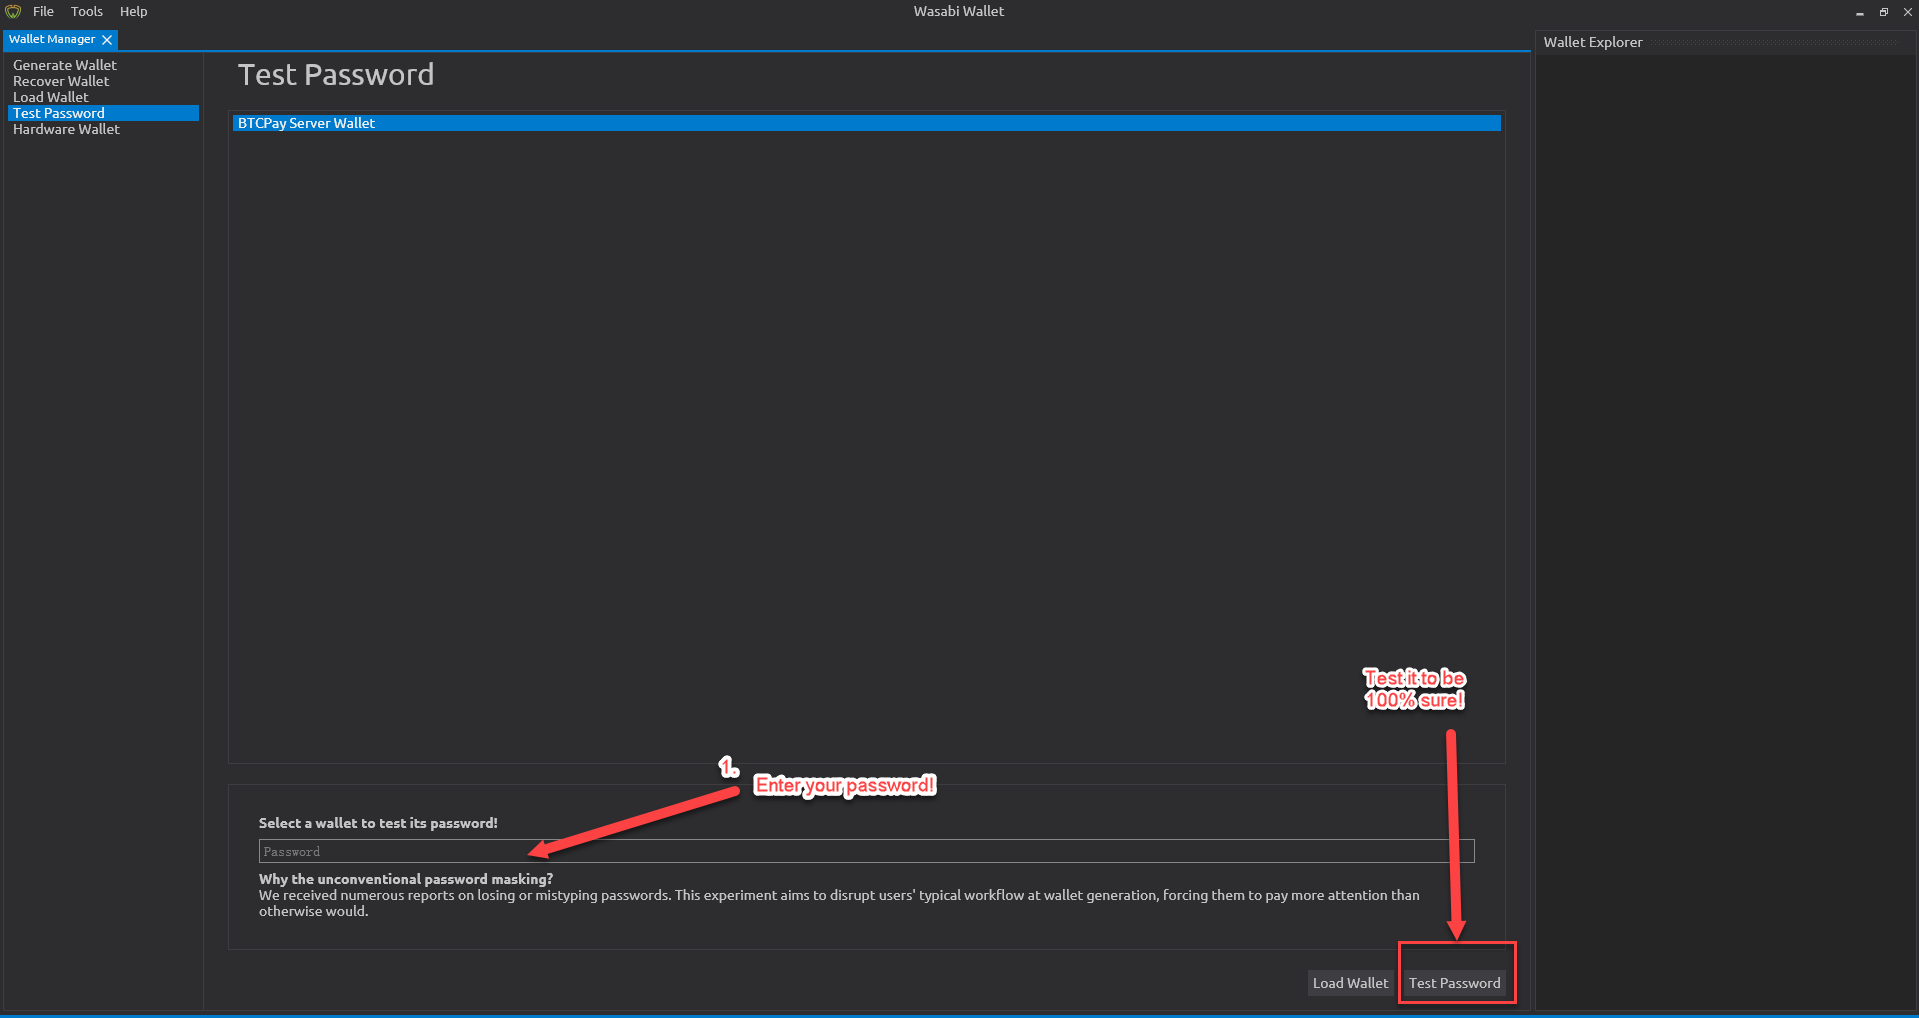 File Tools Help
Wasabi Wallet
Wallet Manager
Wallet Explorer
Generate Wallet
Recover Wallet
Load Wallet
Test Password
Hardware Wallet
Test Password
BTCPay Server Wallet
Test it to be
100% sure!
1.
Enter your password!
Select a wallet to test its password!
Password
Why the unconventional password masking?
We received numerous reports on losing or mistyping passwords. This experiment aims to disrupt users' typical workflow at wallet generation, forcing them to pay more attention than
otherwise would.
Load Wallet
Test Password